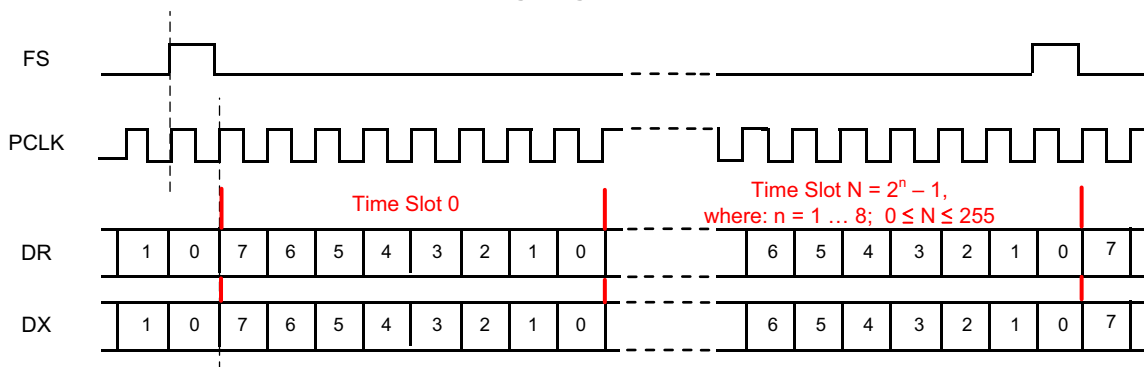 FS
PCLK
Time Slot 0
Time Slot N = 2ⁿ – 1,
where: n = 1 … 8; 0 ≤ N ≤ 255
DR 1 0 7 6 5 4 3 2 1 0 6 5 4 3 2 1 0 7
DX 1 0 7 6 5 4 3 2 1 0 6 5 4 3 2 1 0 7